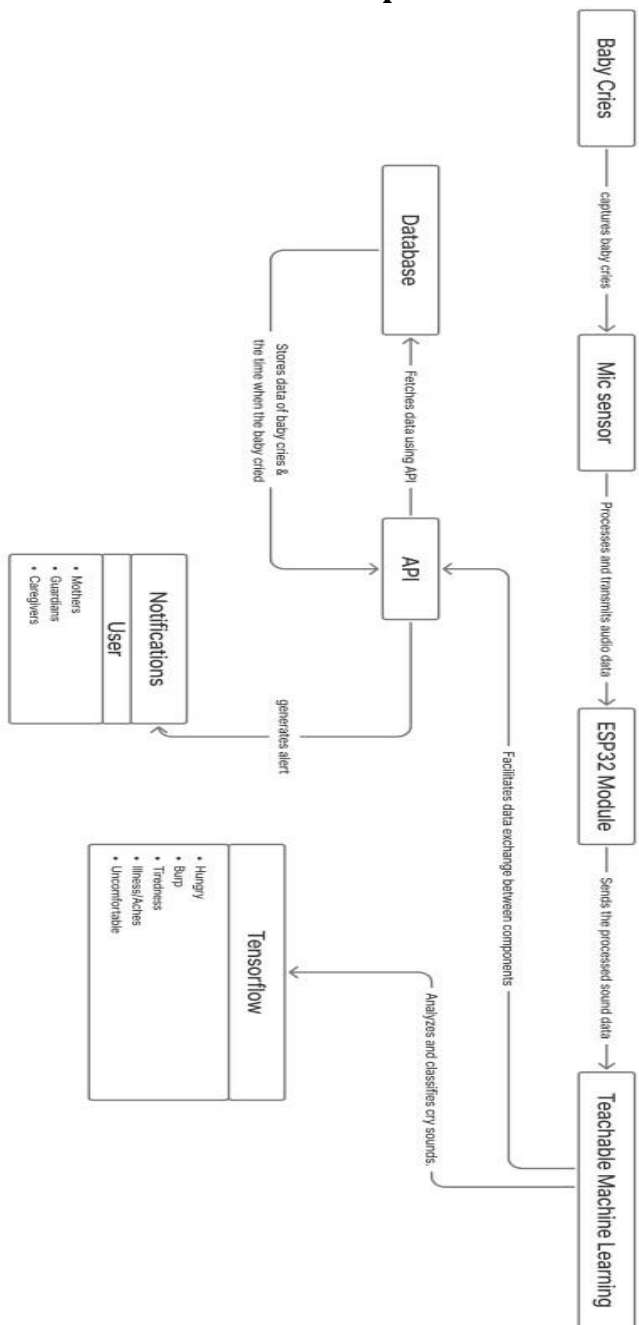 Baby Cries
captures baby cries
Mic sensor
Processes and transmits audio data
ESP32 Module
Sends the processed sound data
Teachable Machine Learning
Database
Fetches data using API
API
Facilitates data exchange between components
Stores data of baby cries &
the time when the baby cried
generates alert
Analyzes and classifies cry sounds.
Notifications
User
• Mothers
• Guardians
• Caregivers
Tensorflow
• Hungry
• Burp
• Tiredness
• Illness/Aches
• Uncomfortable